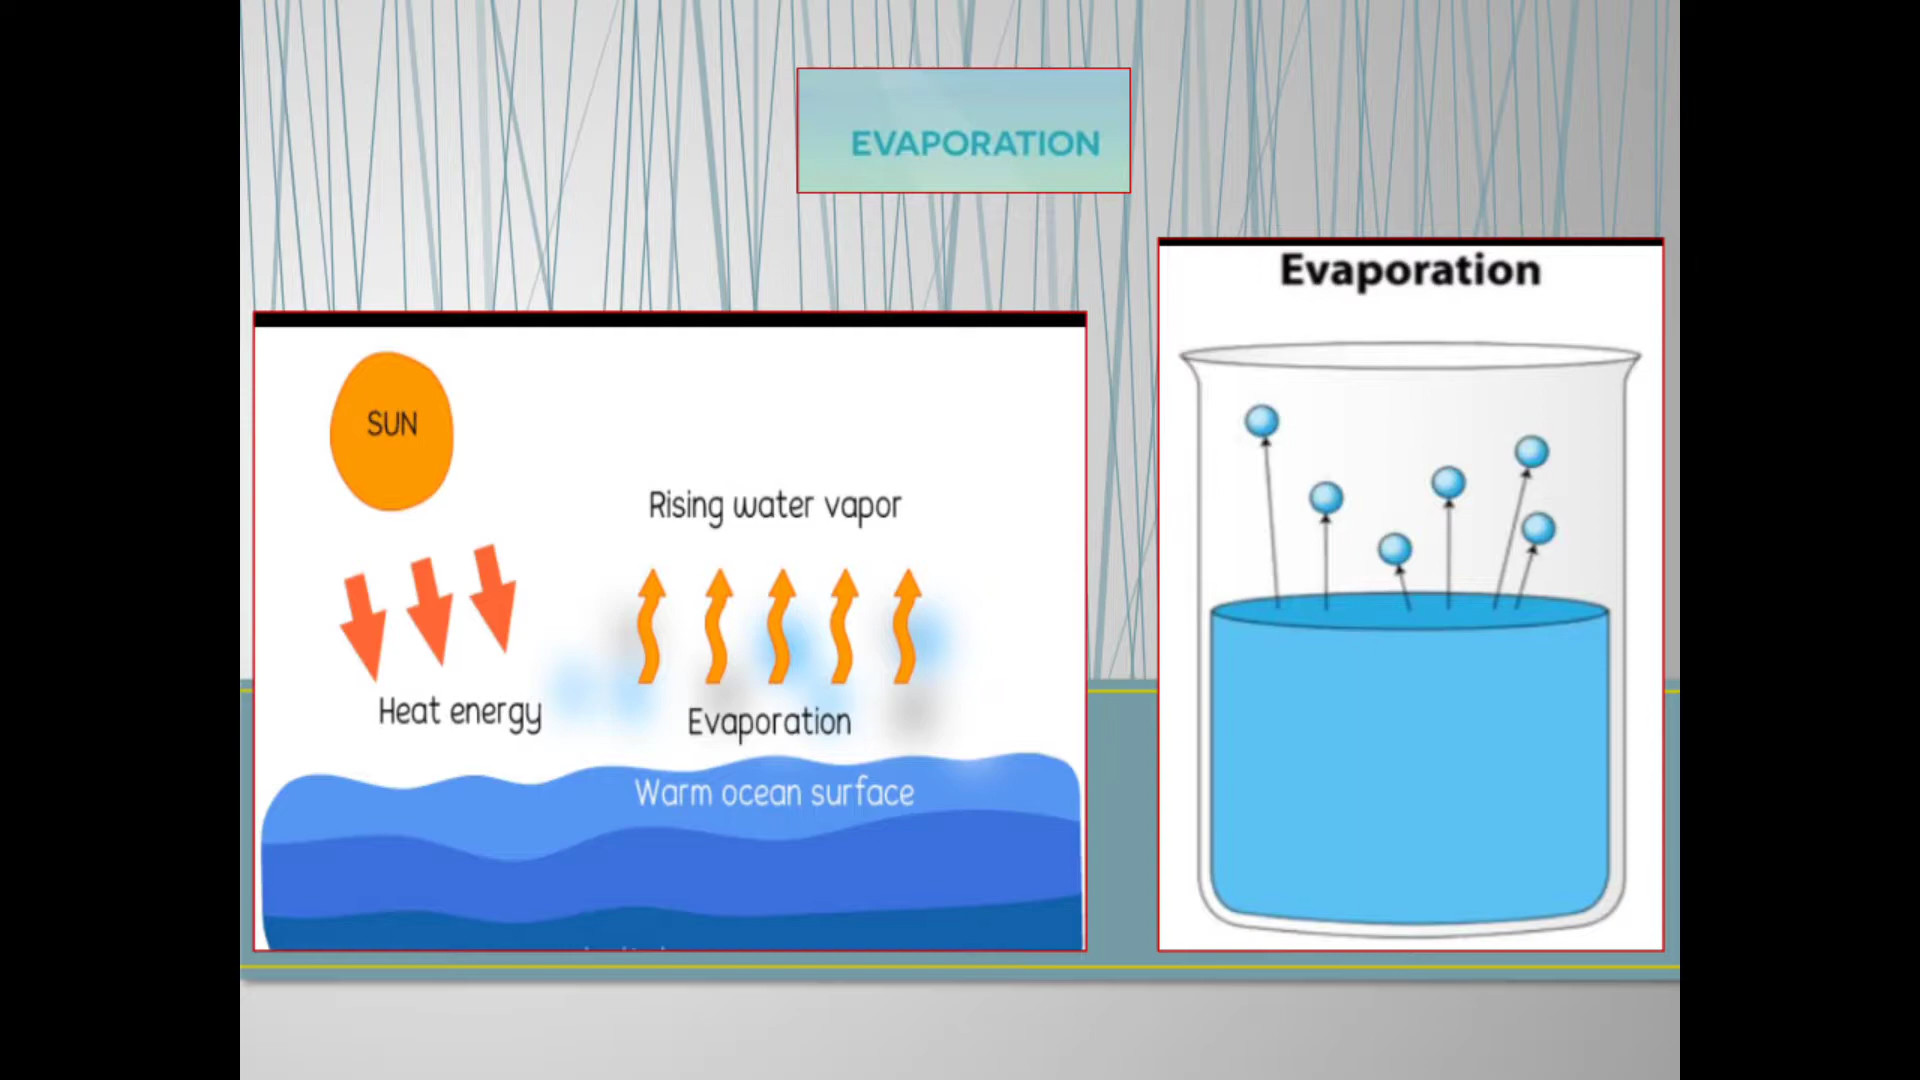 EVAPORATION
Evaporation
SUN
Rising water vapor
Heat energy
Evaporation
Warm ocean surface